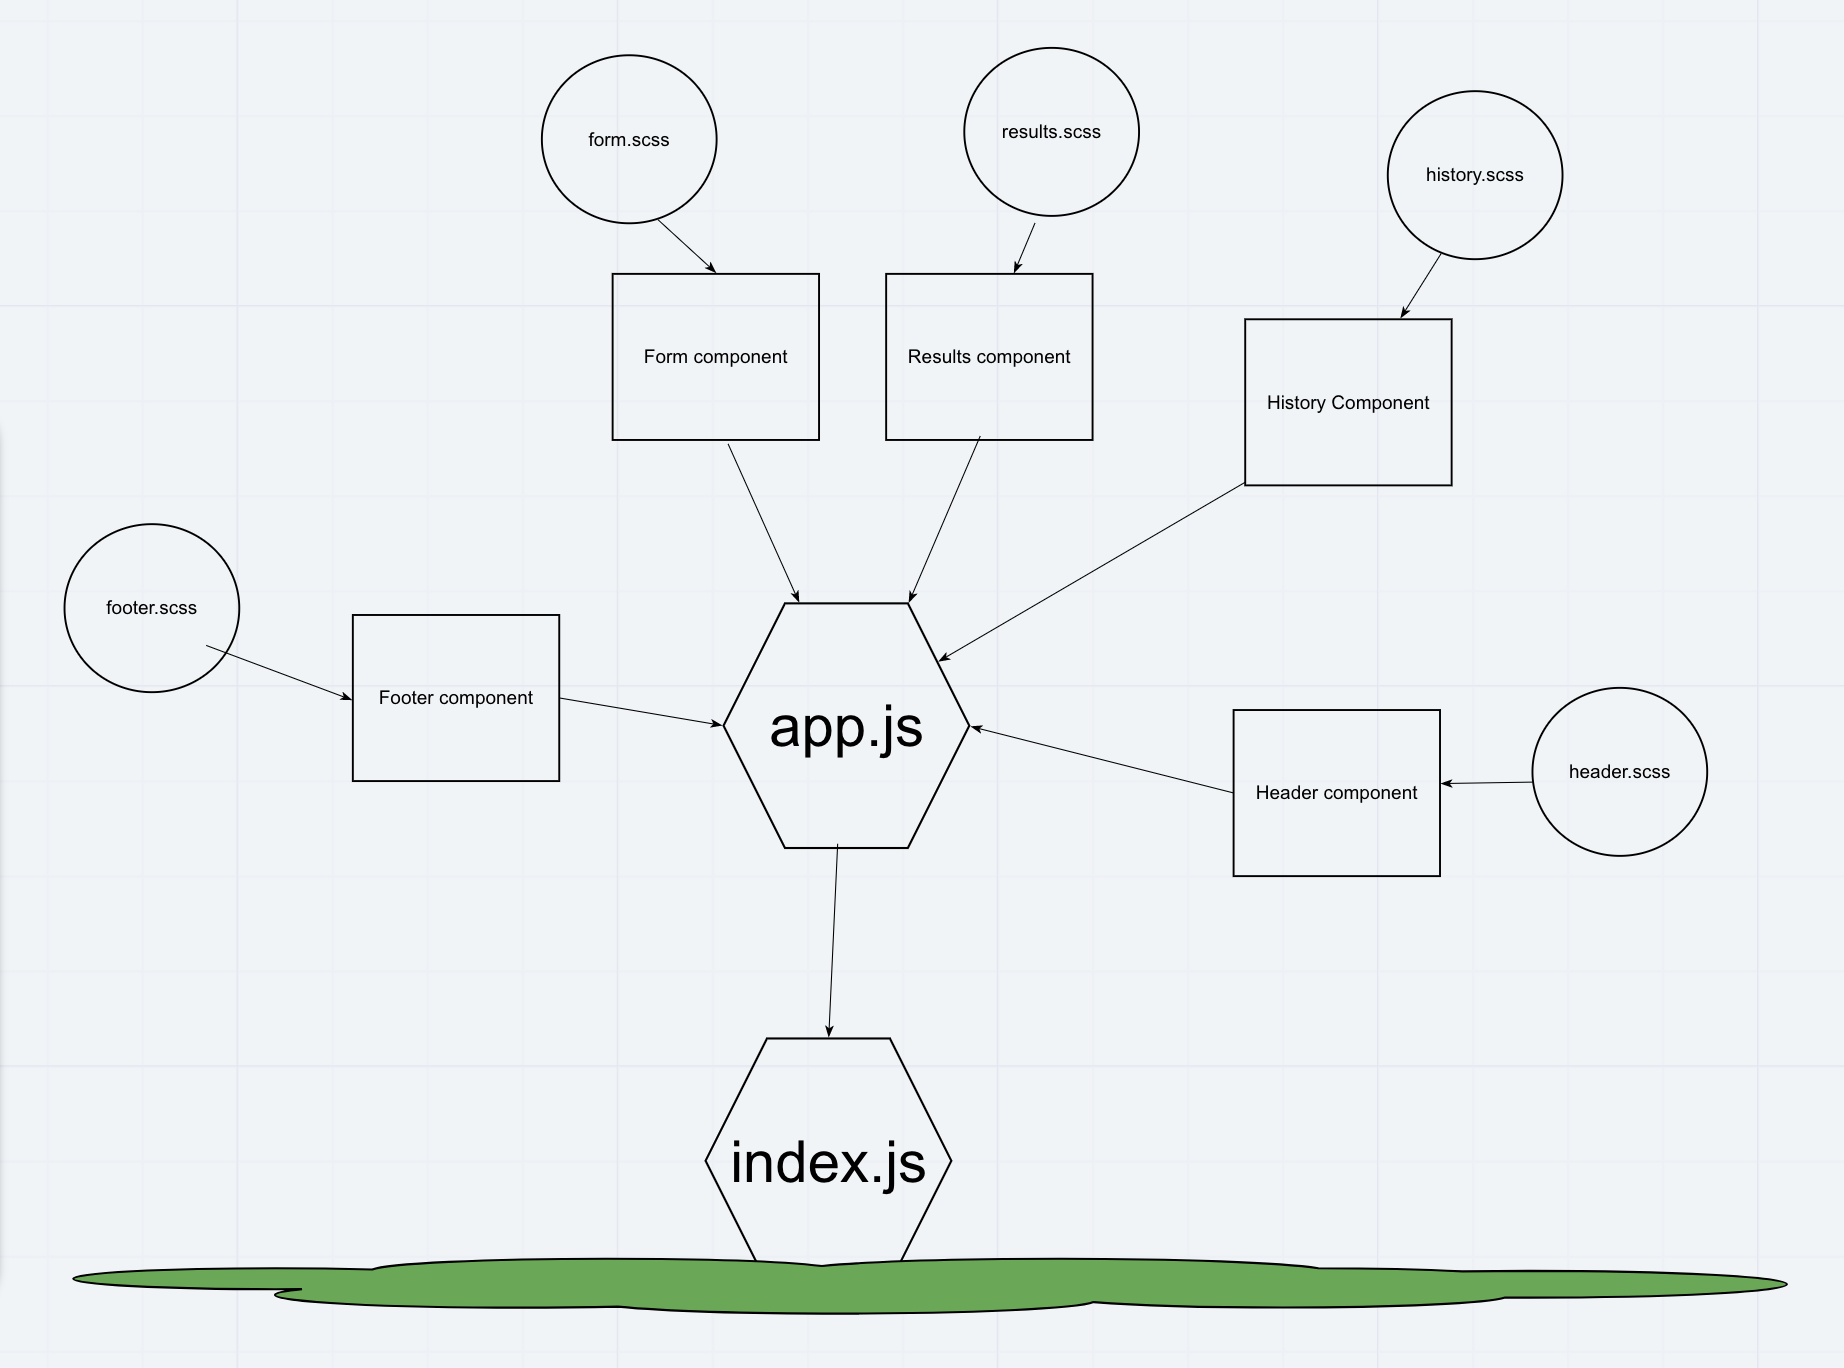 form.scss
results.scss
history.scss
Form component
Results component
History Component
footer.scss
Footer component
app.js
Header component
header.scss
index.js